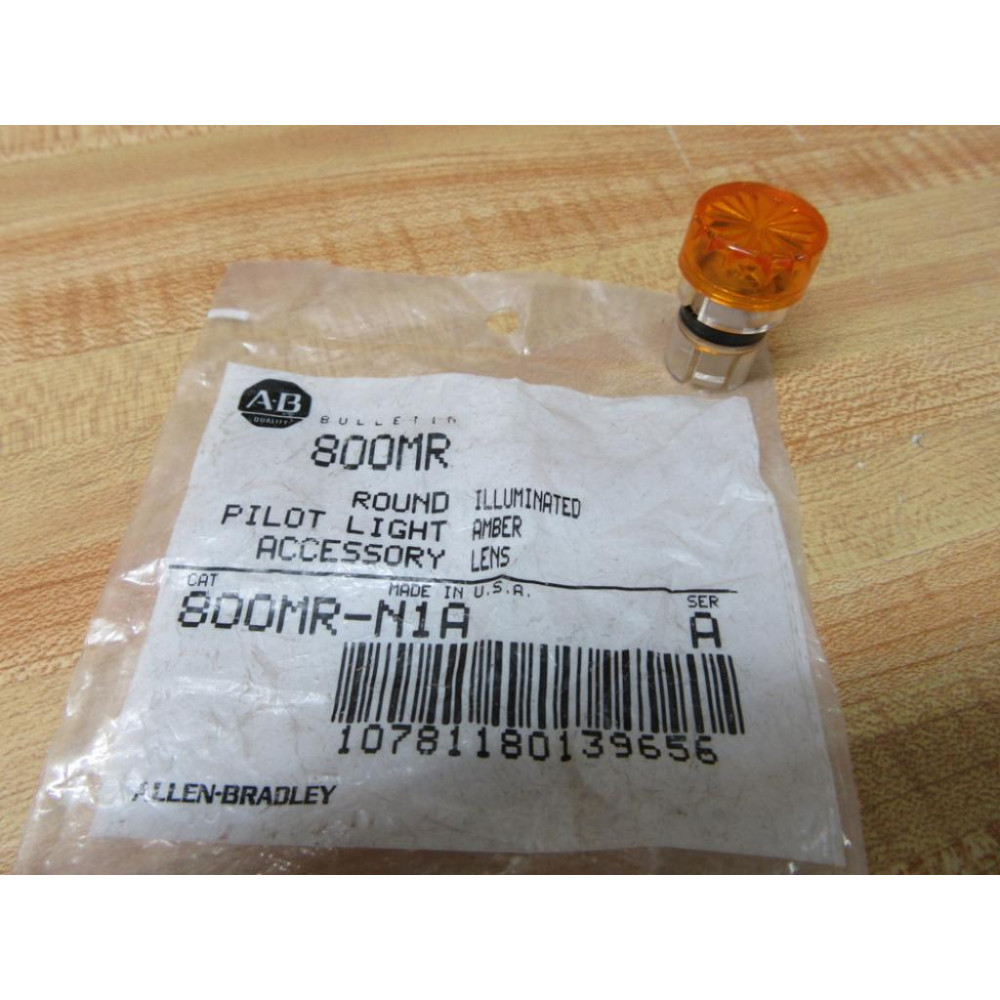 A-B
QUALITY
BULLETIN
800MR
ROUND ILLUMINATED
PILOT LIGHT AMBER
ACCESSORY LENS
CAT MADE IN U.S.A. SER
800MR-N1A A
10781180139656
ALLEN-BRADLEY